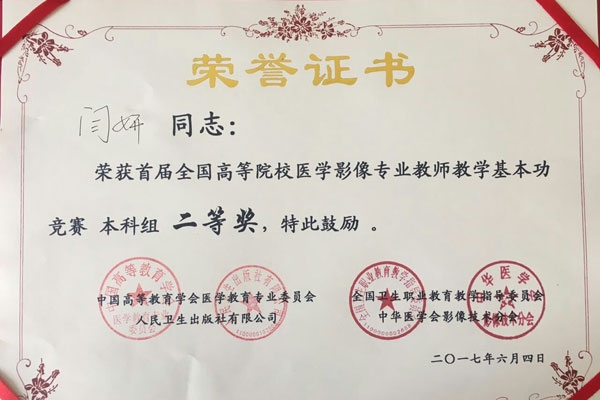 荣誉证书
闫妍 同志：
荣获首届全国高等院校医学影像专业教师教学基本功
竞赛 本科组 二等奖，特此鼓励 。
中国高等教育学会医学教育专业委员会
人民卫生出版社有限公司
全国卫生职业教育教学指导委员会
中华医学会影像技术分会
二〇一七年六月四日